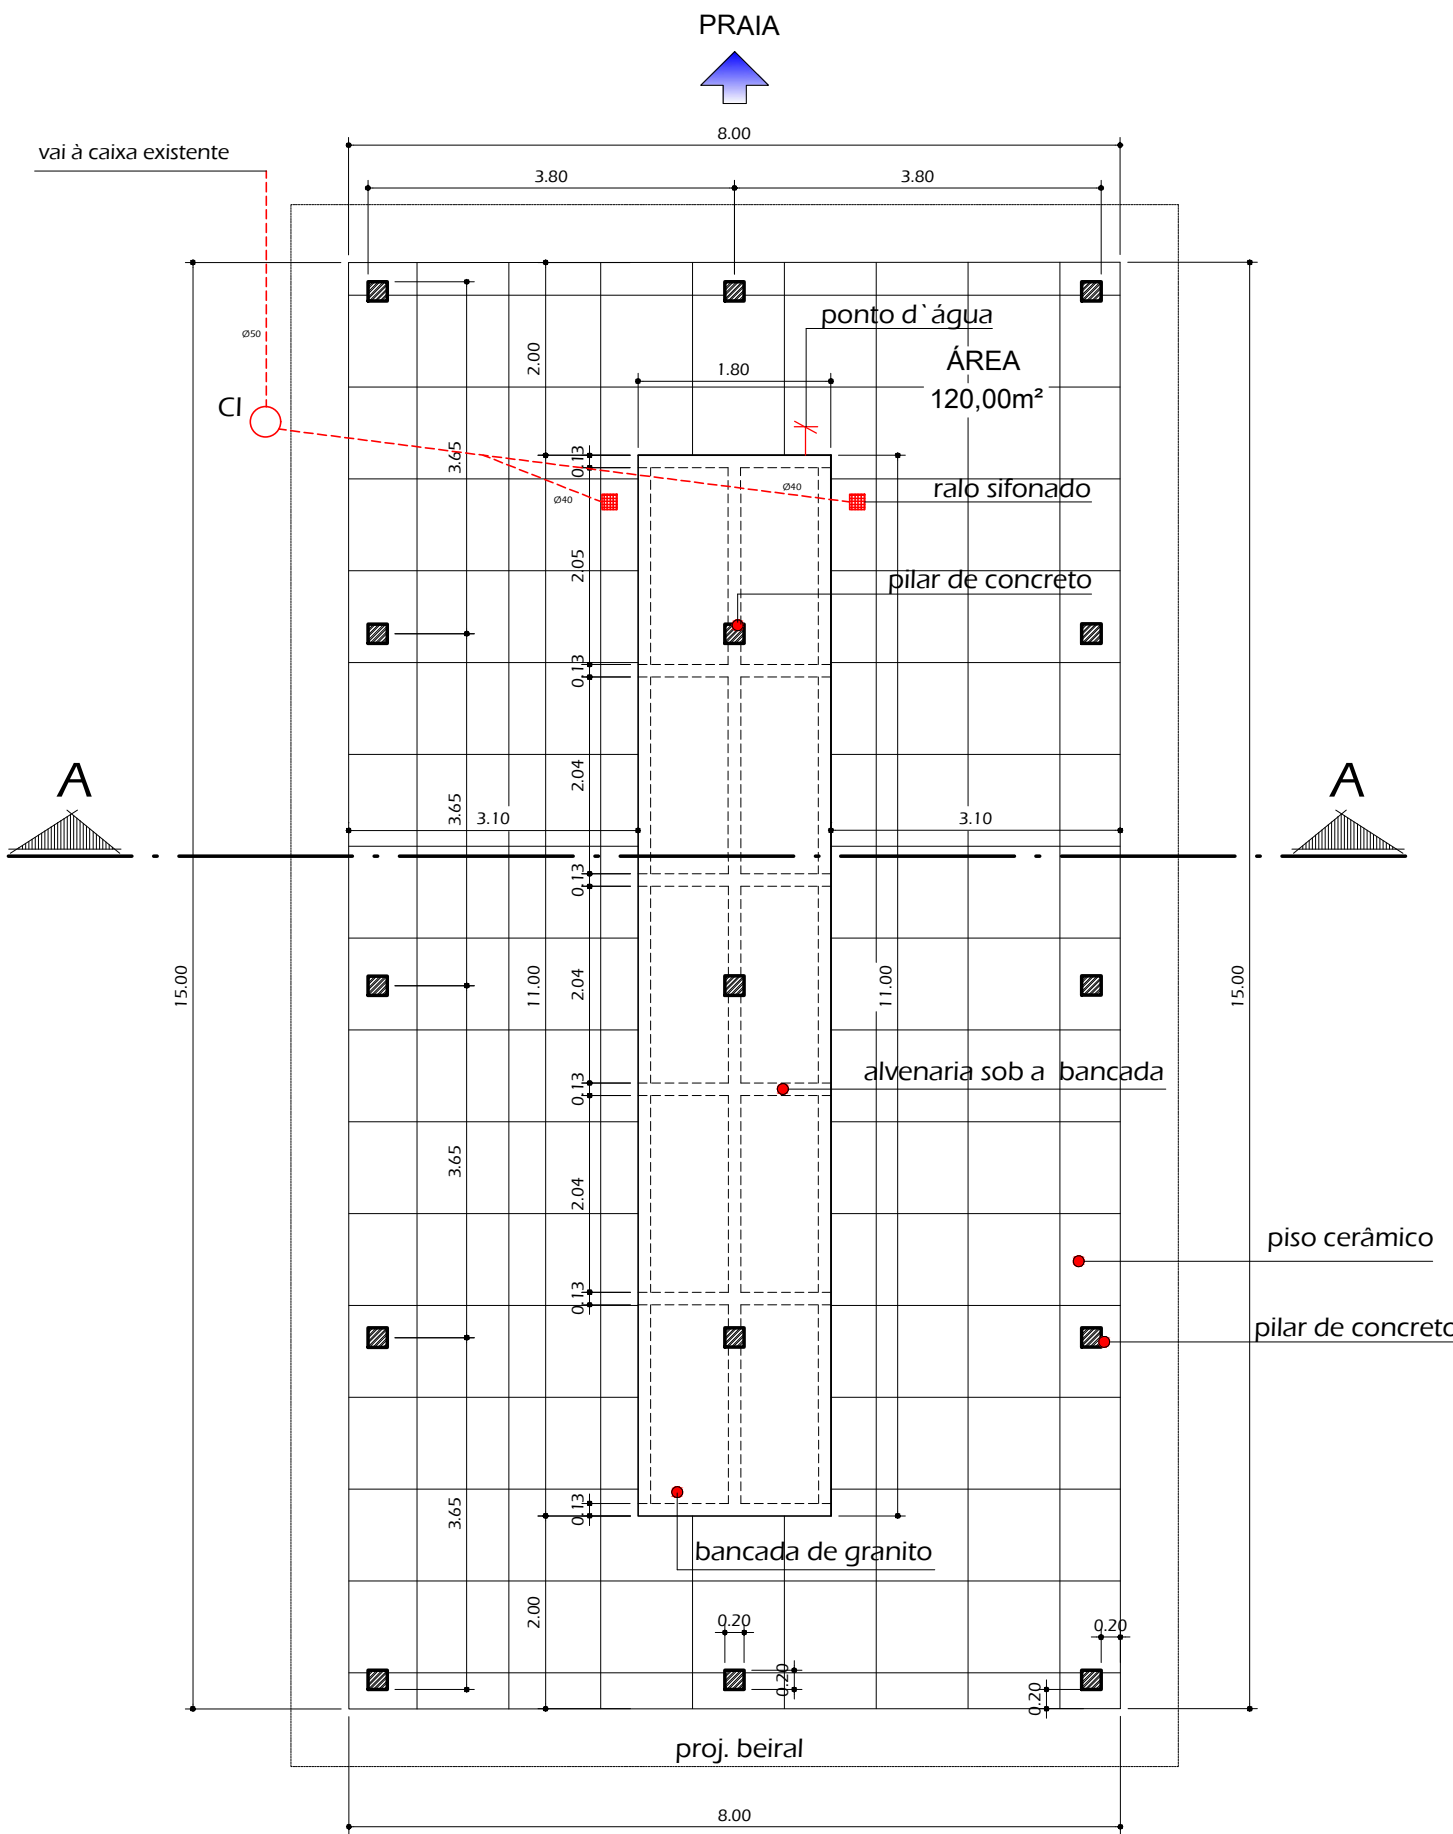 PRAIA
8.00
vai à caixa existente
3.80
3.80
ponto d`água
Ø50
2.00
1.80
ÁREA
120,00m²
CI
3.65
0.13
Ø40
Ø40
ralo sifonado
2.05
pilar de concreto
0.13
A
A
2.04
3.65
3.10
3.10
0.13
15.00
11.00
2.04
11.00
15.00
alvenaria sob a bancada
0.13
3.65
2.04
piso cerâmico
0.13
pilar de concreto
3.65
0.13
bancada de granito
2.00
0.20
0.20
0.20
0.20
proj. beiral
8.00